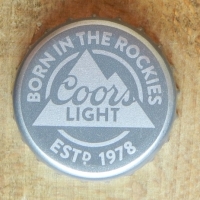 BORN IN THE ROCKIES
Coors
LIGHT
ESTD 1978